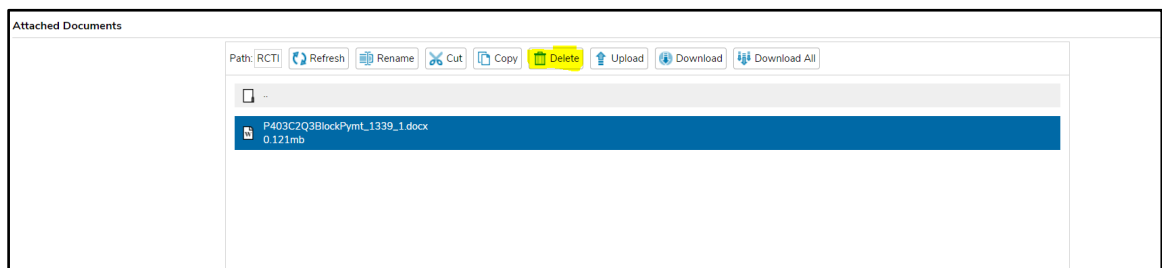 Attached Documents
Path: RCTI Refresh Rename Cut Copy Delete Upload Download Download All
..
P403C2Q3BlockPymt_1339_1.docx
0.121mb